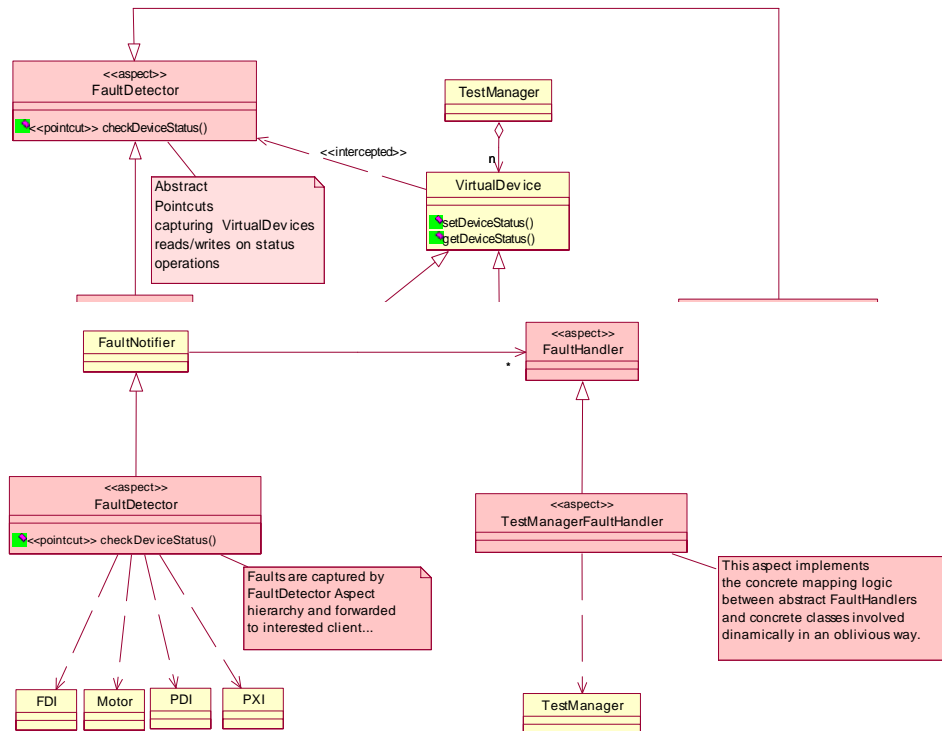 <<aspect>>
FaultDetector
<<pointcut>> checkDeviceStatus()
TestManager
<<intercepted>>
n
VirtualDevice
setDeviceStatus()
getDeviceStatus()
Abstract
Pointcuts
capturing VirtualDevices
reads/writes on status
operations
FaultNotifier
<<aspect>>
FaultHandler
*
<<aspect>>
FaultDetector
<<pointcut>> checkDeviceStatus()
<<aspect>>
TestManagerFaultHandler
Faults are captured by
FaultDetector Aspect
hierarchy and forwarded
to interested client...
This aspect implements
the concrete mapping logic
between abstract FaultHandlers
and concrete classes involved
dinamically in an oblivious way.
FDI
Motor
PDI
PXI
TestManager